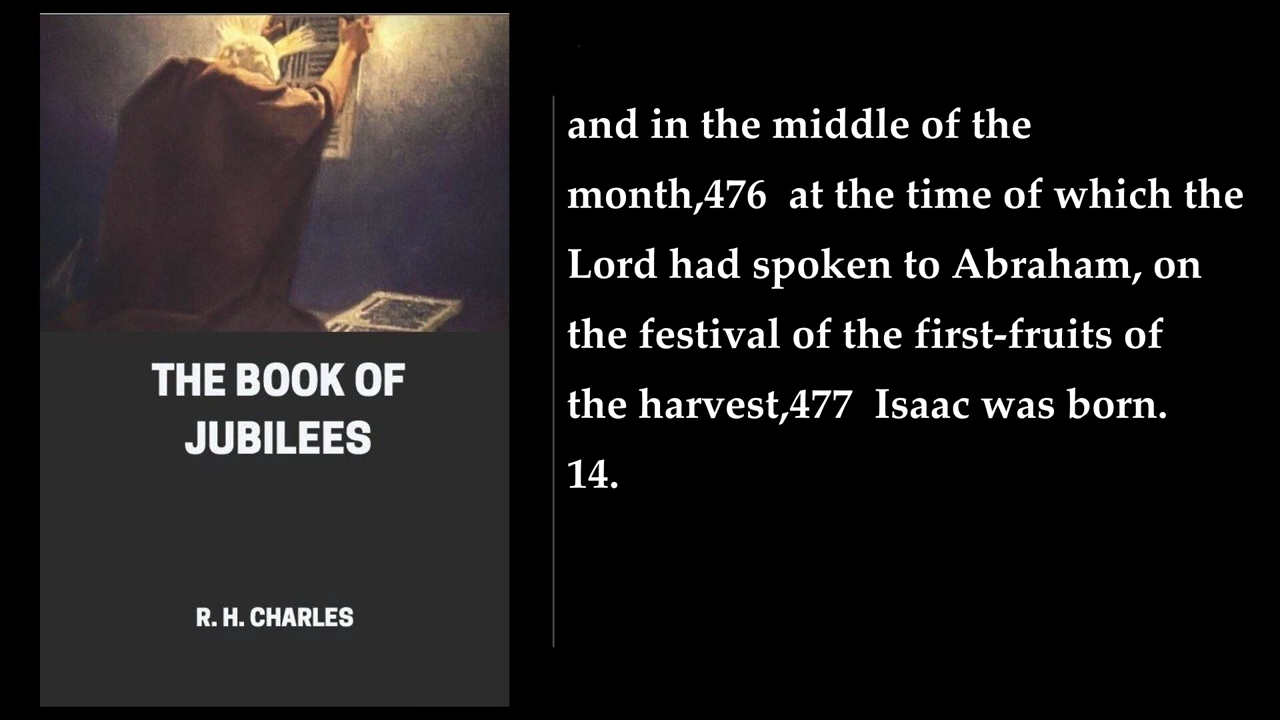 THE BOOK OF
JUBILEES
R. H. CHARLES
and in the middle of the
month,476 at the time of which the
Lord had spoken to Abraham, on
the festival of the first-fruits of
the harvest,477 Isaac was born.
14.